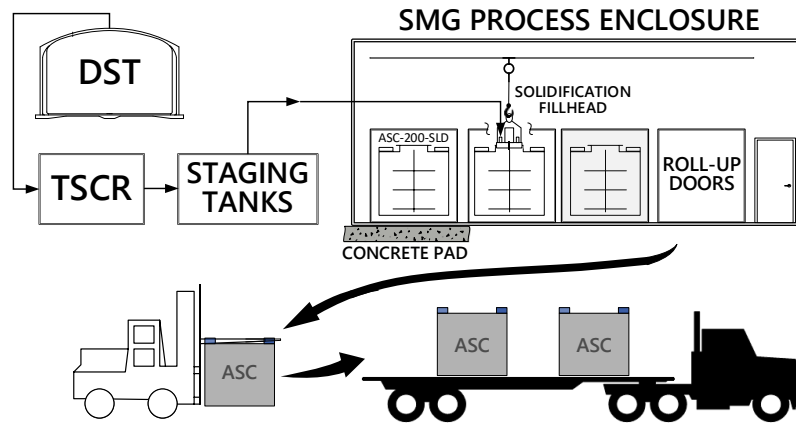 SMG PROCESS ENCLOSURE
DST
SOLIDIFICATION
FILLHEAD
ASC-200-SLD
TSCR
STAGING
TANKS
ROLL-UP
DOORS
CONCRETE PAD
ASC
ASC
ASC